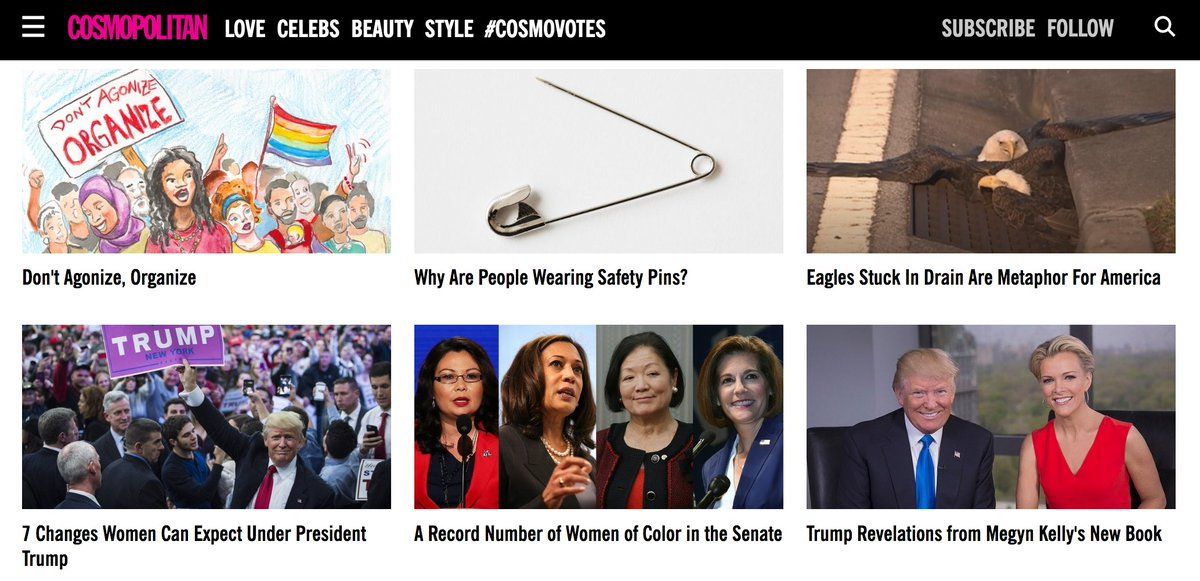 COSMOPOLITAN LOVE CELEBS BEAUTY STYLE #COSMOVOTES SUBSCRIBE FOLLOW
DON'T AGONIZE
ORGANIZE
Don't Agonize, Organize
Why Are People Wearing Safety Pins?
Eagles Stuck In Drain Are Metaphor For America
TRUMP
NEW YORK
7 Changes Women Can Expect Under President
Trump
A Record Number of Women of Color in the Senate
Trump Revelations from Megyn Kelly's New Book